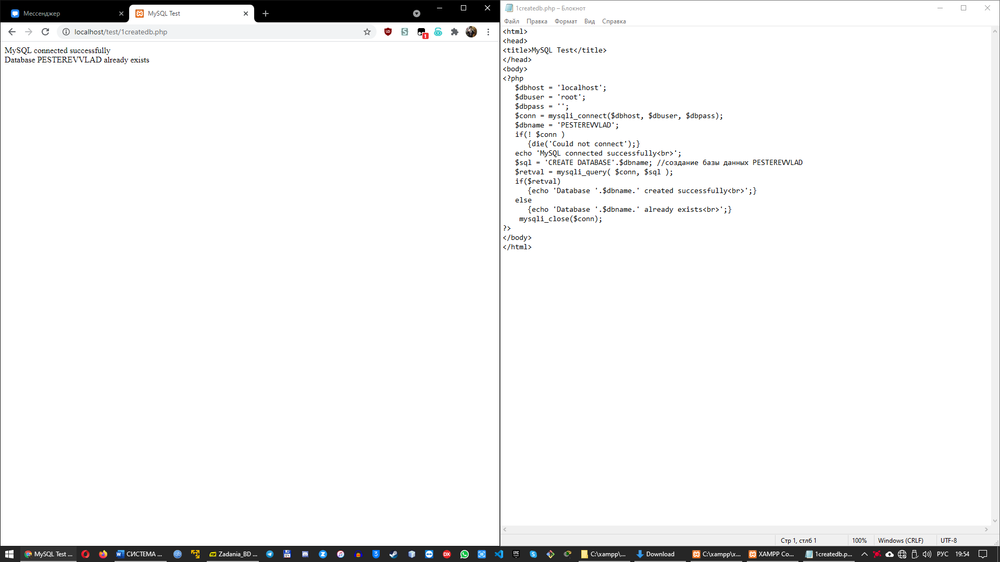 Мессенджер
MySQL Test
localhost/test/1createdb.php
1
MySQL connected successfully
Database PESTEREVVLAD already exists
1createdb.php – Блокнот
Файл Правка Формат Вид Справка
<html>
<head>
<title>MySQL Test</title>
</head>
<body>
<?php
   $dbhost = 'localhost';
   $dbuser = 'root';
   $dbpass = '';
   $conn = mysqli_connect($dbhost, $dbuser, $dbpass);
   $dbname = 'PESTEREVVLAD';
   if(! $conn )
      {die('Could not connect');}
   echo 'MySQL connected successfully<br>';
   $sql = 'CREATE DATABASE'.$dbname; //создание базы данных PESTEREVVLAD
   $retval = mysqli_query( $conn, $sql );
   if($retval)
      {echo 'Database '.$dbname.' created successfully<br>';}
   else
      {echo 'Database '.$dbname.' already exists<br>';}
    mysqli_close($conn);
?>
</body>
</html>
Стр 1, стлб 1 100% Windows (CRLF) UTF-8
MySQL Test ... СИСТЕМА ... Zadania_BD ... C:\xampp\... Download C:\xampp\x... XAMPP Co... 1createdb.p... РУС 19:54